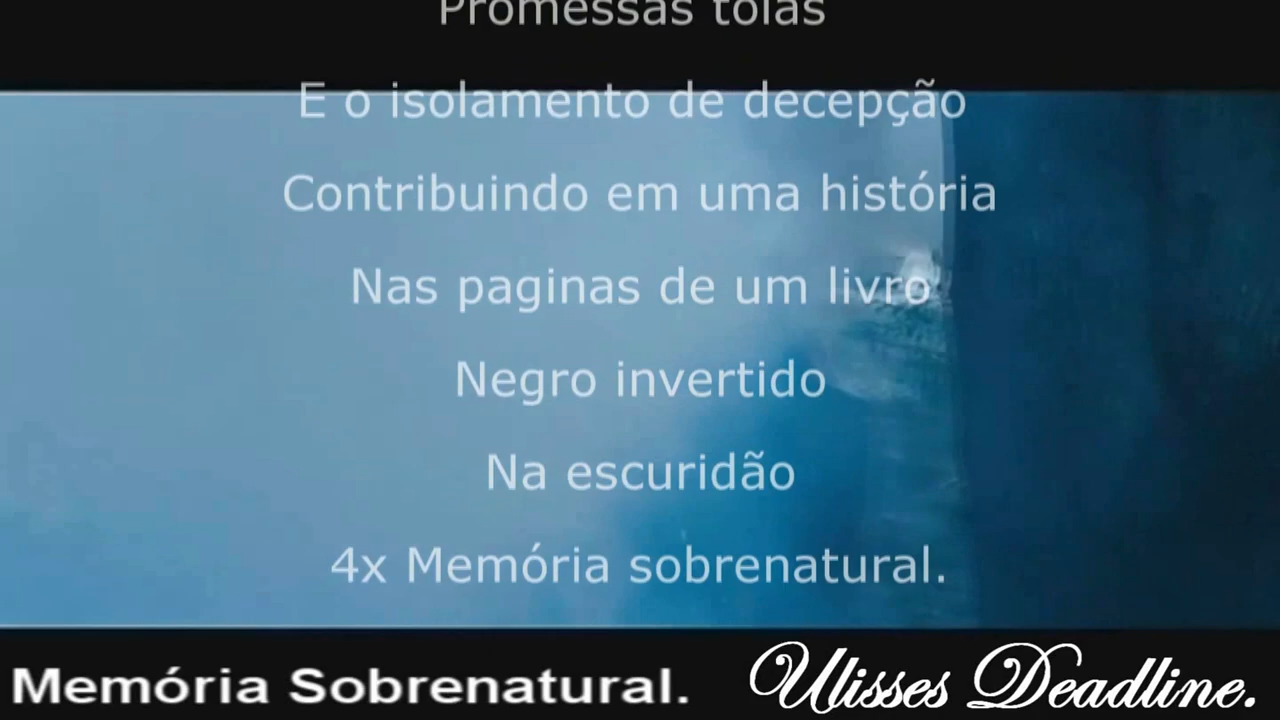 Promessas tolas
E o isolamento de decepção
Contribuindo em uma história
Nas paginas de um livro
Negro invertido
Na escuridão
4x Memória sobrenatural.
Memória Sobrenatural.
Ulisses Deadline.